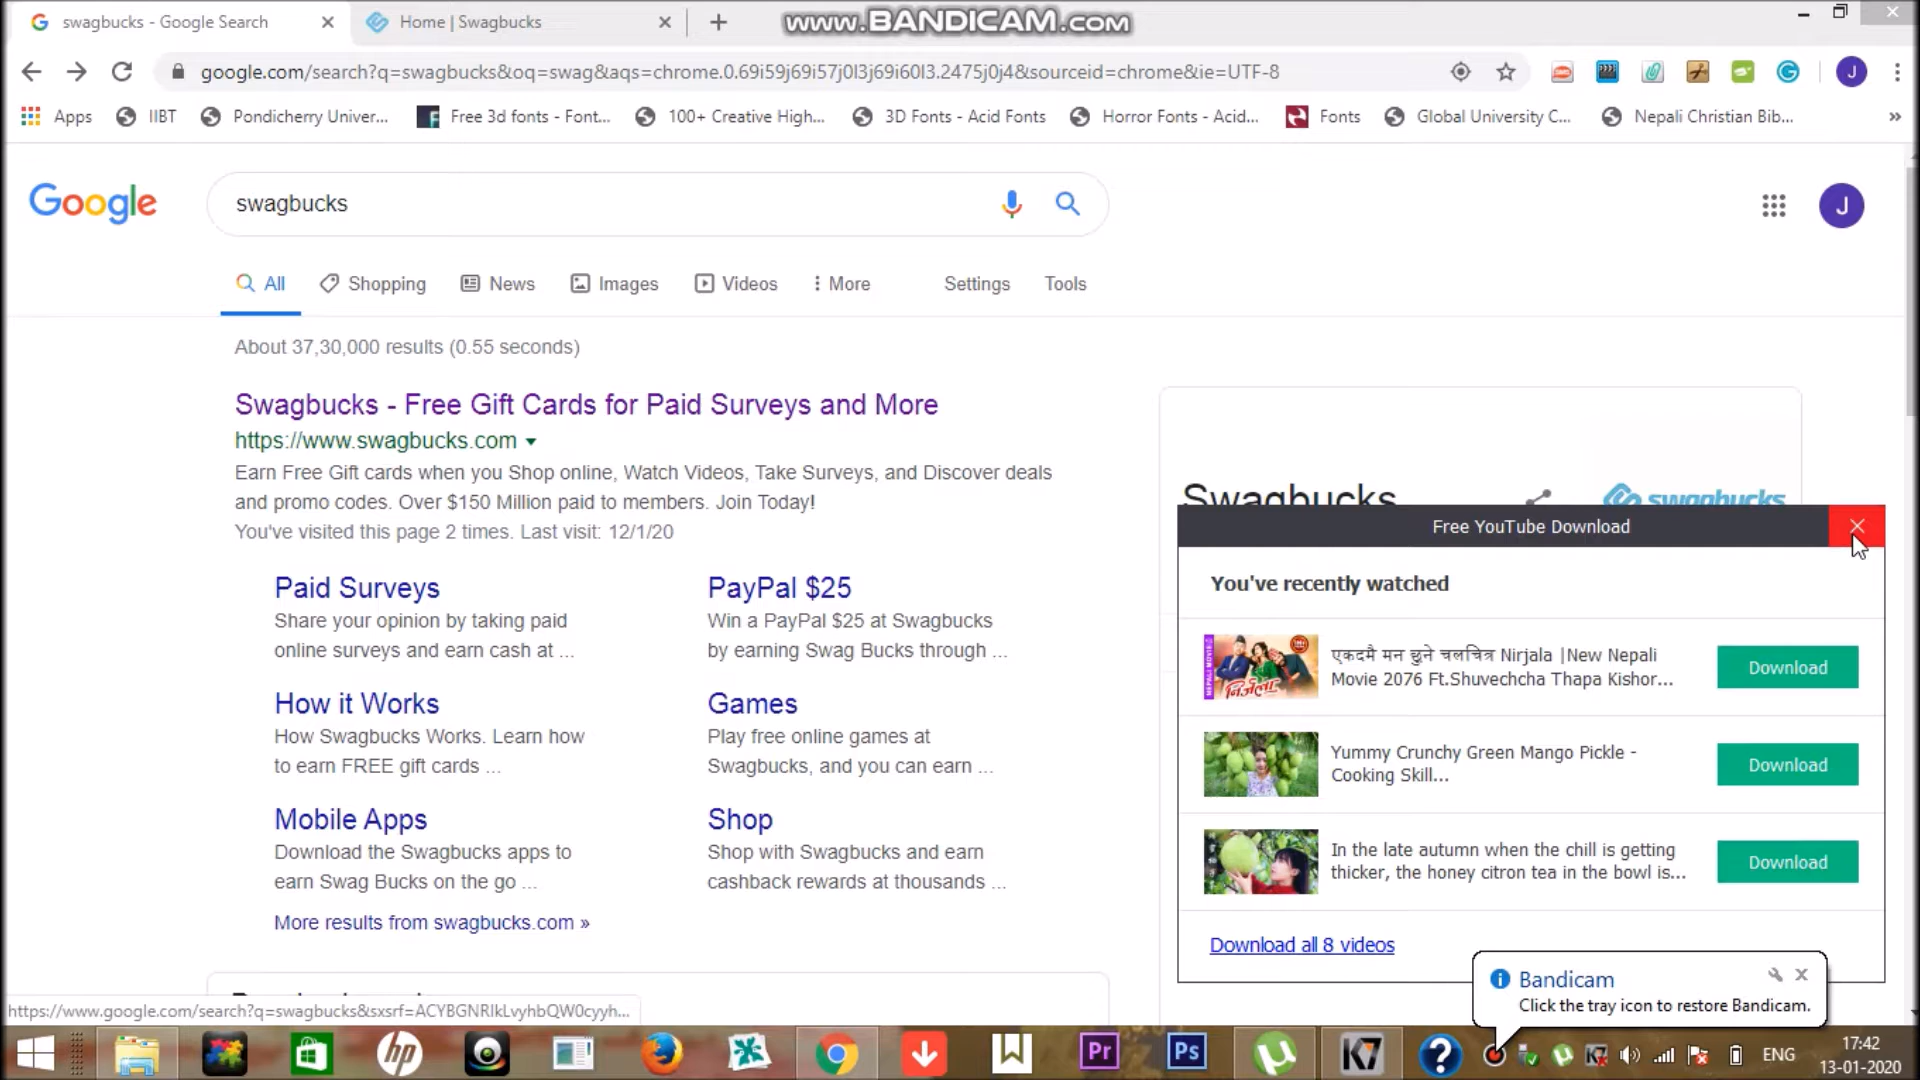 swagbucks - Google Search
Home | Swagbucks
www.BANDICAM.com
google.com/search?q=swagbucks&oq=swag&aqs=chrome.0.69i59j69i57j0l3j69i60l3.2475j0j4&sourceid=chrome&ie=UTF-8
J
Apps
IIBT
Pondicherry Univer...
Free 3d fonts - Font...
100+ Creative High...
3D Fonts - Acid Fonts
Horror Fonts - Acid...
Fonts
Global University C...
Nepali Christian Bib...
»
Google
swagbucks
J
All
Shopping
News
Images
Videos
More
Settings
Tools
About 37,30,000 results (0.55 seconds)
Swagbucks - Free Gift Cards for Paid Surveys and More
https://www.swagbucks.com
Earn Free Gift cards when you Shop online, Watch Videos, Take Surveys, and Discover deals
and promo codes. Over $150 Million paid to members. Join Today!
You've visited this page 2 times. Last visit: 12/1/20
Paid Surveys
Share your opinion by taking paid
online surveys and earn cash at ...
PayPal $25
Win a PayPal $25 at Swagbucks
by earning Swag Bucks through ...
How it Works
How Swagbucks Works. Learn how
to earn FREE gift cards ...
Games
Play free online games at
Swagbucks, and you can earn ...
Mobile Apps
Download the Swagbucks apps to
earn Swag Bucks on the go ...
Shop
Shop with Swagbucks and earn
cashback rewards at thousands ...
More results from swagbucks.com »
Swagbucks
swagbucks
Free YouTube Download
You've recently watched
एकदमै मन छुने चलचित्र Nirjala |New Nepali
Movie 2076 Ft.Shuvechcha Thapa Kishor...
Download
Yummy Crunchy Green Mango Pickle -
Cooking Skill...
Download
In the late autumn when the chill is getting
thicker, the honey citron tea in the bowl is...
Download
Download all 8 videos
Bandicam
Click the tray icon to restore Bandicam.
https://www.google.com/search?q=swagbucks&sxsrf=ACYBGNRIkLvyhbQW0cyyh...
hp
Pr
Ps
K7
ENG
17:42
13-01-2020